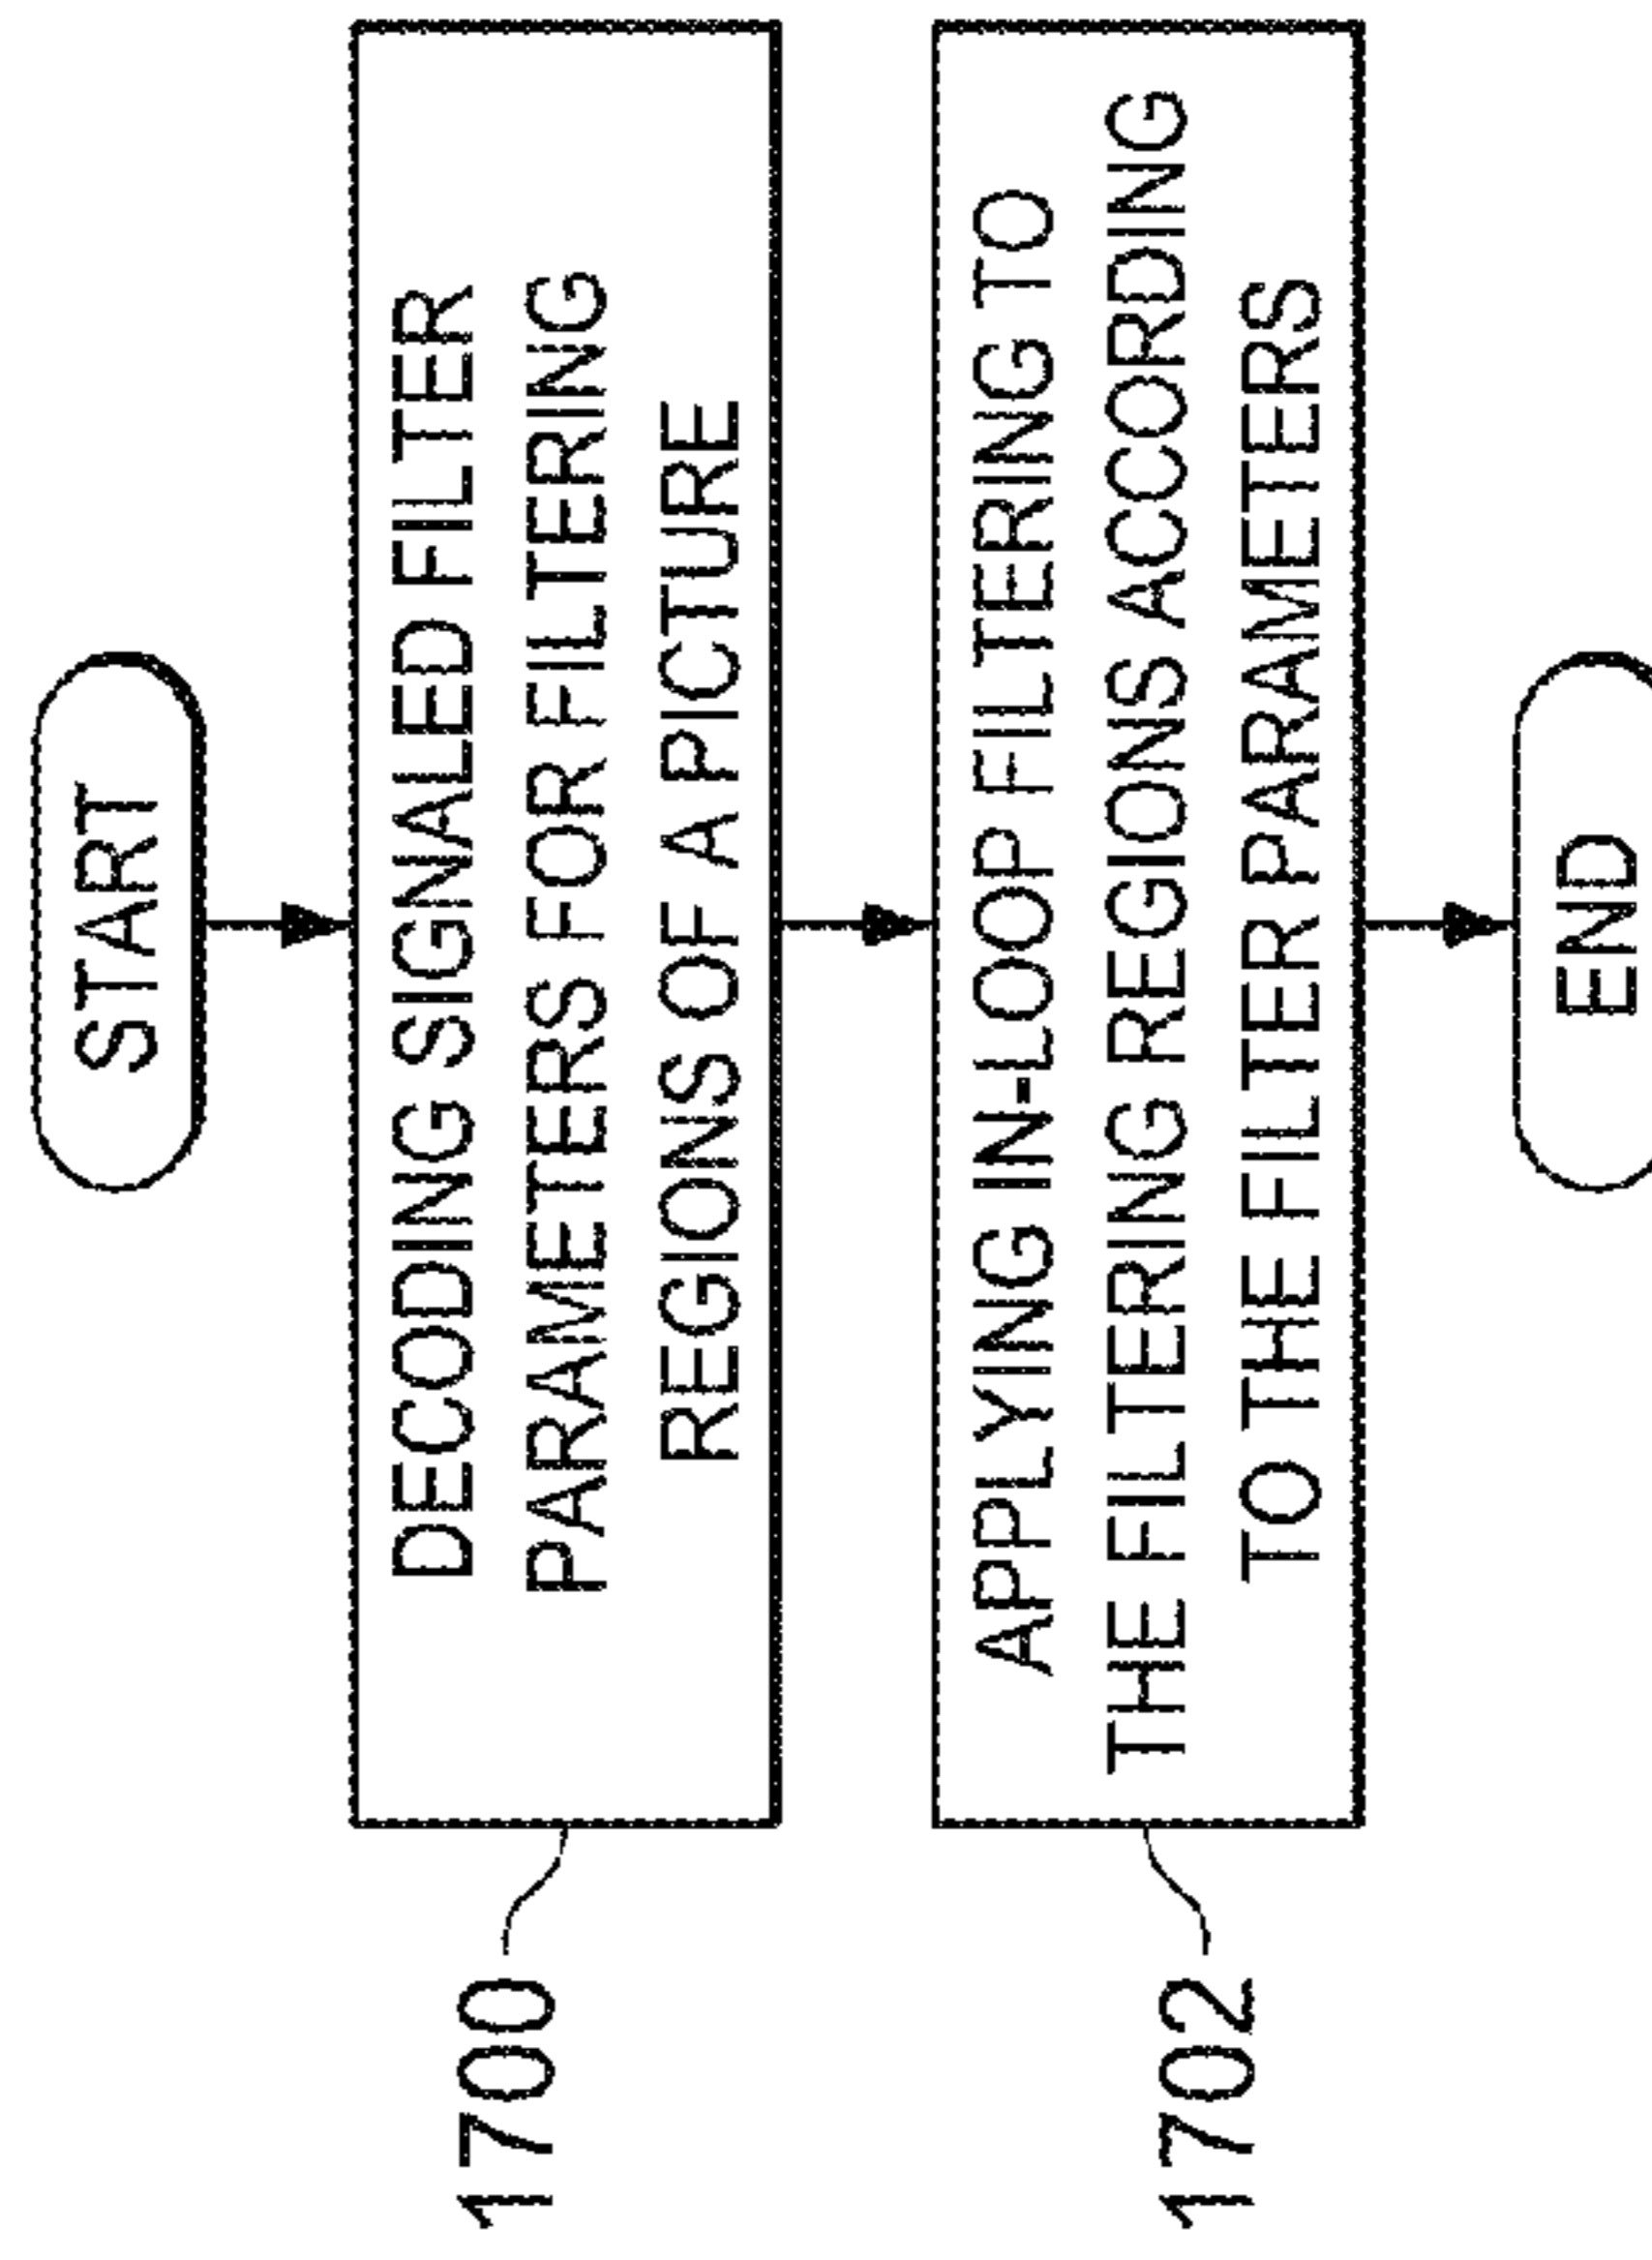 START
DECODING SIGNALED FILTER
PARAMETERS FOR FILTERING
REGIONS OF A PICTURE
1700
APPLYING IN-LOOP FILTERING TO
THE FILTERING REGIONS ACCORDING
TO THE FILTER PARAMETERS
1702
END